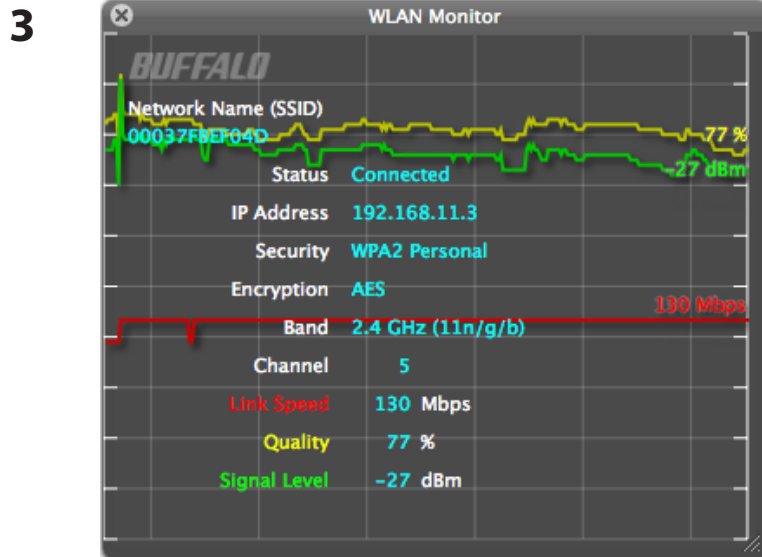 3
WLAN Monitor
BUFFALO
Network Name (SSID)
00037F8EF04D
77 %
Status Connected
-27 dBm
IP Address 192.168.11.3
Security WPA2 Personal
Encryption AES
130 Mbps
Band 2.4 GHz (11n/g/b)
Channel 5
Link Speed 130 Mbps
Quality 77 %
Signal Level -27 dBm